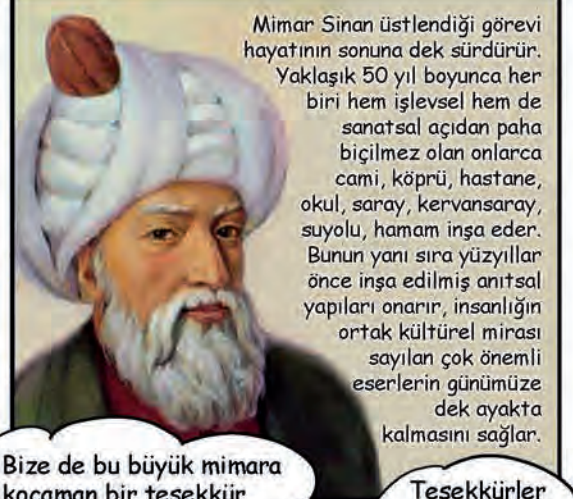 Mimar Sinan üstlendiği görevi
hayatının sonuna dek sürdürür.
Yaklaşık 50 yıl boyunca her
biri hem işlevsel hem de
sanatsal açıdan paha
biçilmez olan onlarca
cami, köprü, hastane,
okul, saray, kervansaray,
suyolu, hamam inşa eder.
Bunun yanı sıra yüzyıllar
önce inşa edilmiş anıtsal
yapıları onarır, insanlığın
ortak kültürel mirası
sayılan çok önemli
eserlerin günümüze
dek ayakta
kalmasını sağlar.
Bize de bu büyük mimara
kocaman bir teşekkür
Teşekkürler